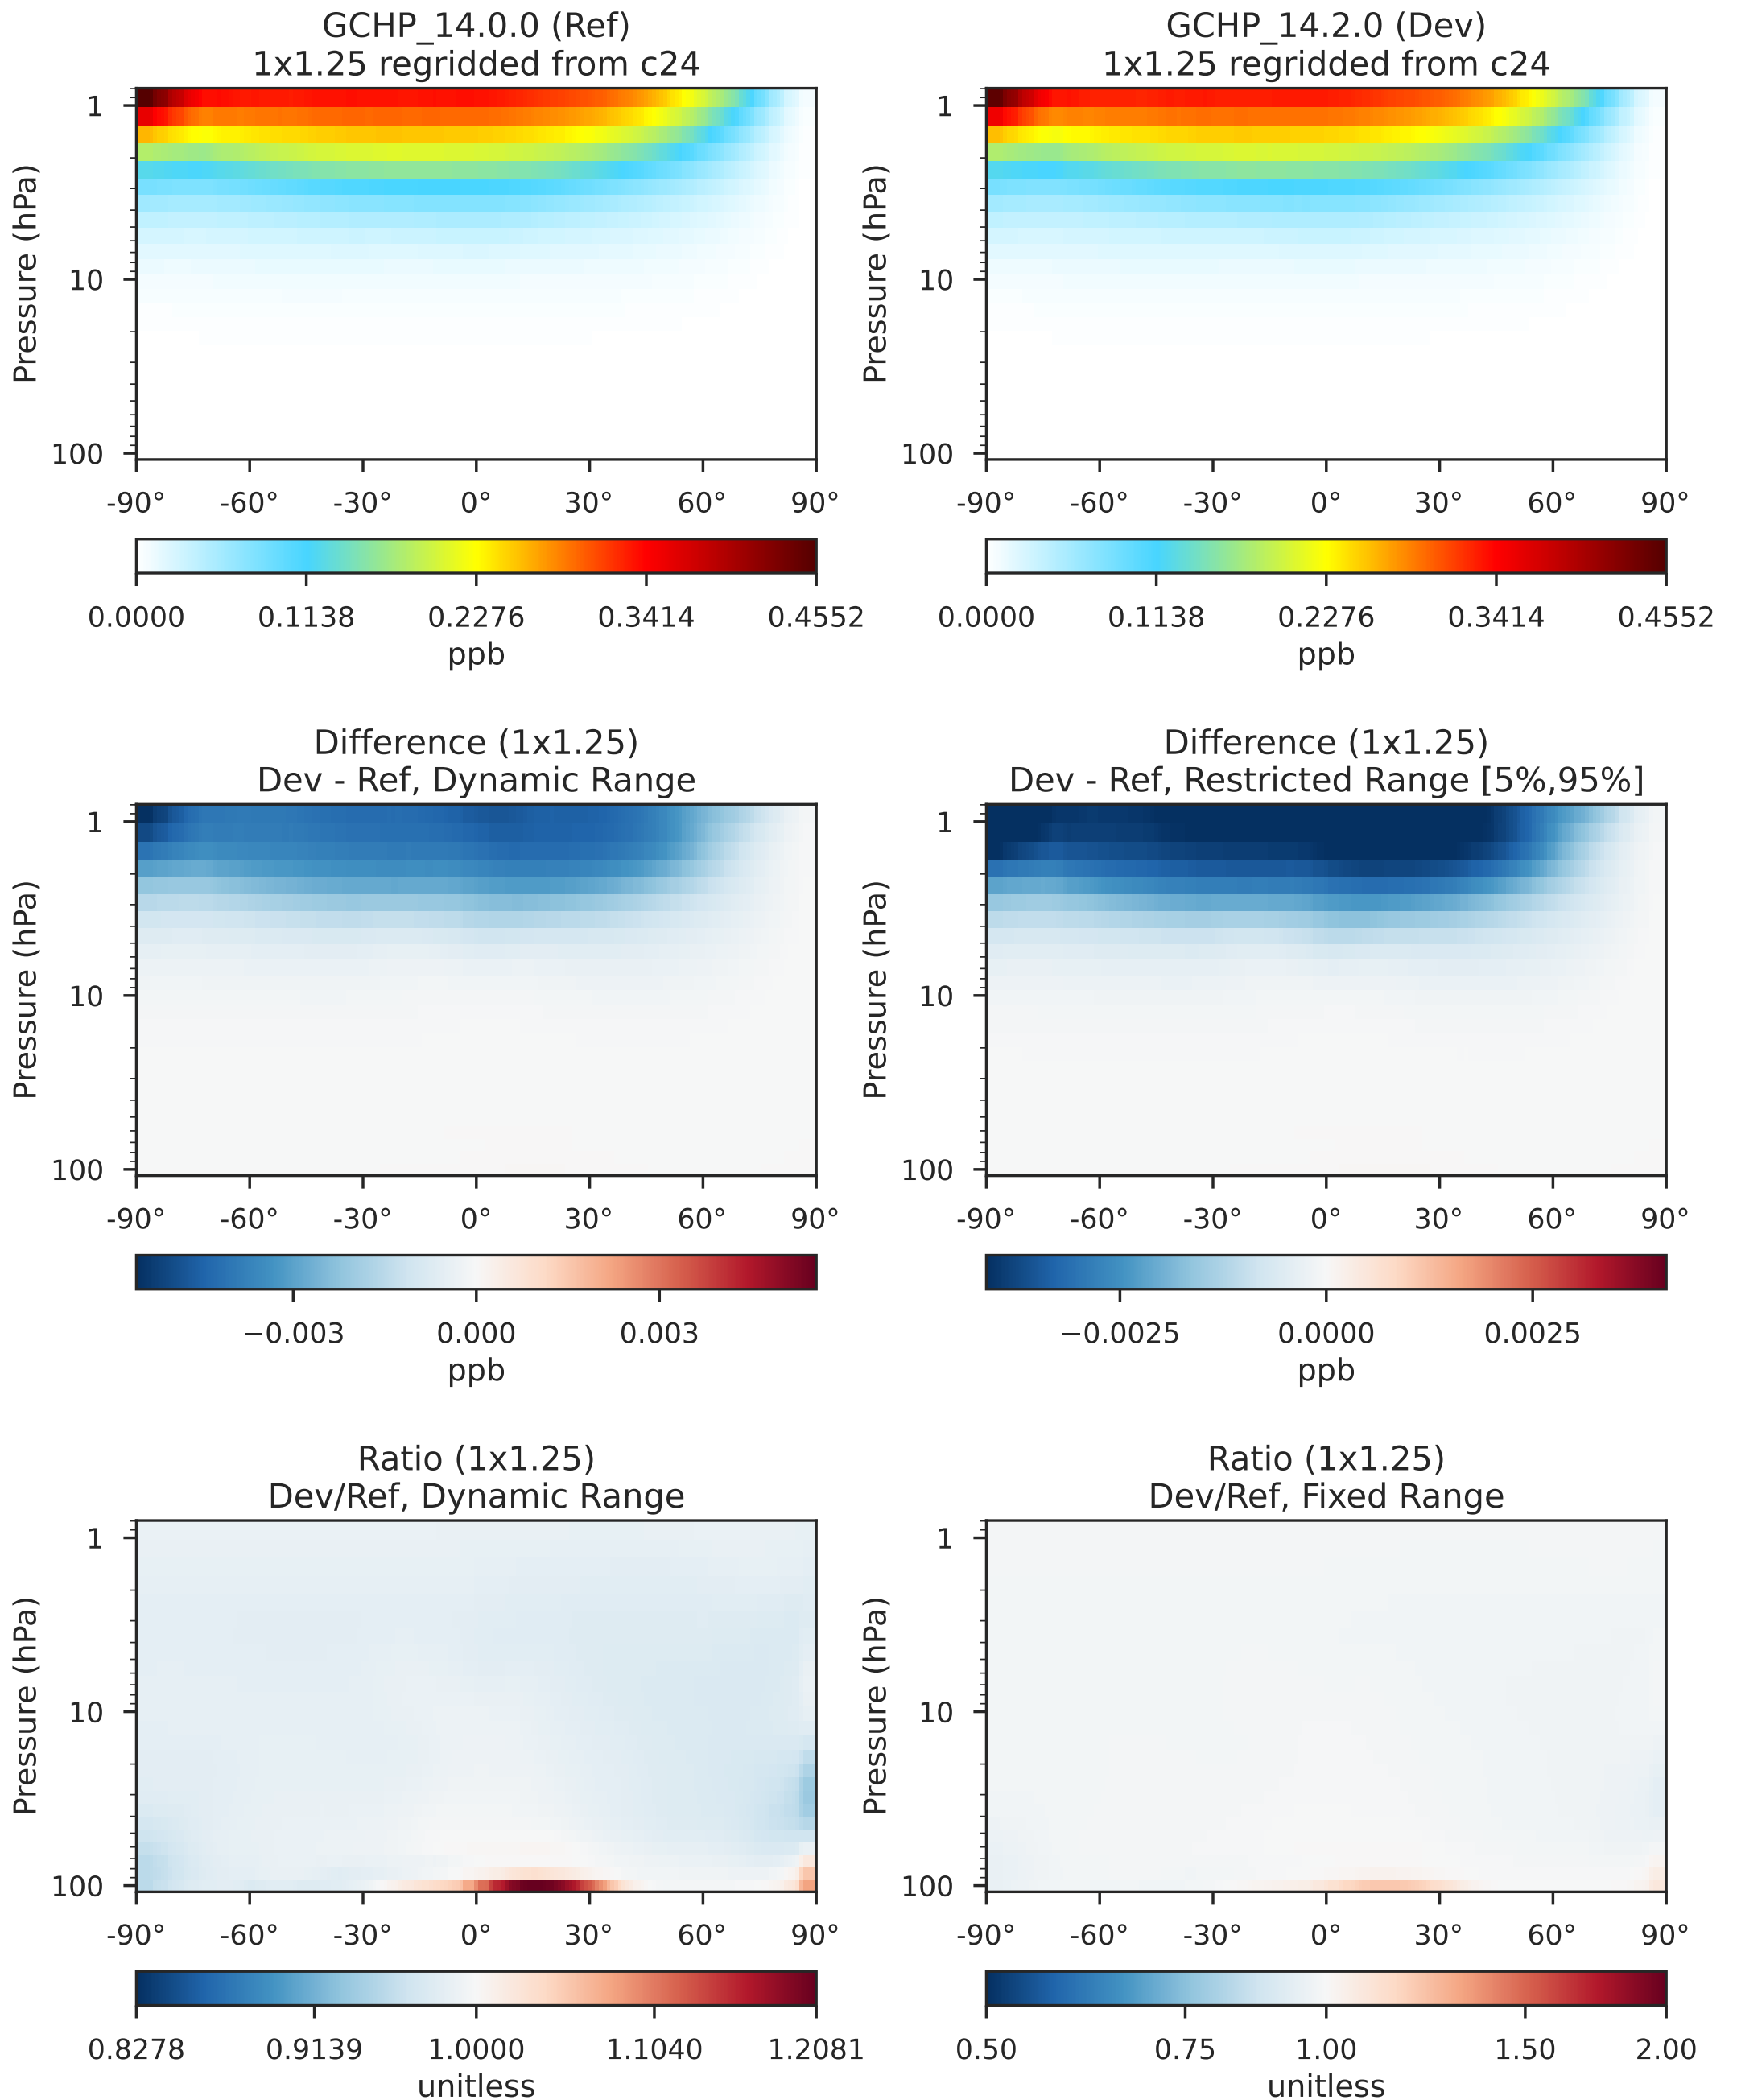 GCHP_14.0.0 (Ref)
1x1.25 regridded from c24
Pressure (hPa)
1
10
100
-90° -60° -30° 0° 30° 60° 90°
0.0000 0.1138 0.2276 0.3414 0.4552
ppb
GCHP_14.2.0 (Dev)
1x1.25 regridded from c24
Pressure (hPa)
1
10
100
-90° -60° -30° 0° 30° 60° 90°
0.0000 0.1138 0.2276 0.3414 0.4552
ppb
Difference (1x1.25)
Dev - Ref, Dynamic Range
Pressure (hPa)
1
10
100
-90° -60° -30° 0° 30° 60° 90°
−0.003 0.000 0.003
ppb
Difference (1x1.25)
Dev - Ref, Restricted Range [5%,95%]
Pressure (hPa)
1
10
100
-90° -60° -30° 0° 30° 60° 90°
−0.0025 0.0000 0.0025
ppb
Ratio (1x1.25)
Dev/Ref, Dynamic Range
Pressure (hPa)
1
10
100
-90° -60° -30° 0° 30° 60° 90°
0.8278 0.9139 1.0000 1.1040 1.2081
unitless
Ratio (1x1.25)
Dev/Ref, Fixed Range
Pressure (hPa)
1
10
100
-90° -60° -30° 0° 30° 60° 90°
0.50 0.75 1.00 1.50 2.00
unitless